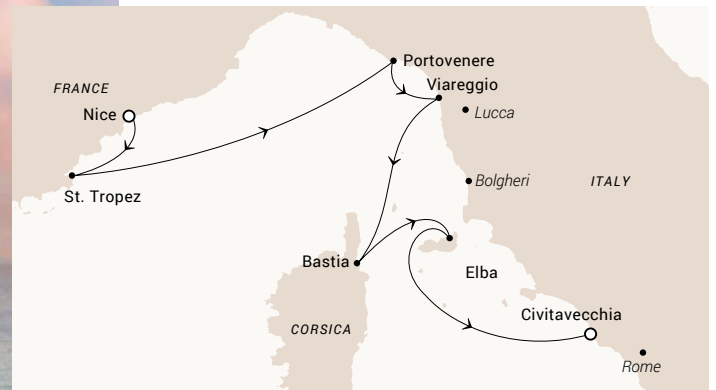 Portovenere
Viareggio
FRANCE
Nice
Lucca
Bolgheri
ITALY
St. Tropez
Bastia
Elba
Civitavecchia
CORSICA
Rome